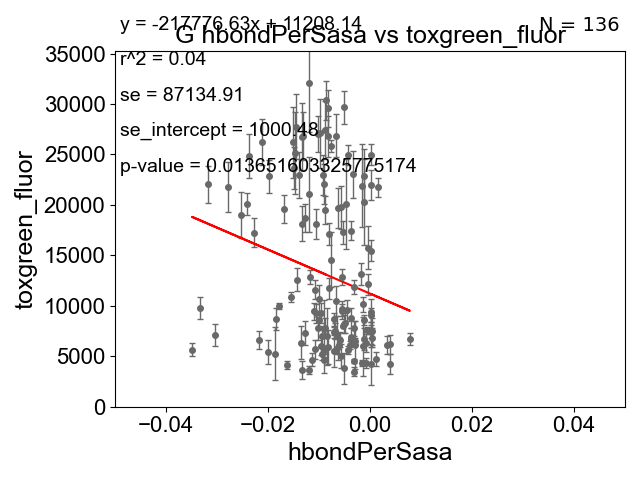 y = -217776.63x + 11208.14
N = 136
G hbondPerSasa vs toxgreen_fluor
r^2 = 0.04
se = 87134.91
se_intercept = 1000.48
p-value = 0.013651603325775174
35000
30000
25000
20000
15000
10000
5000
0
toxgreen_fluor
−0.04
−0.02
0.00
0.02
0.04
hbondPerSasa